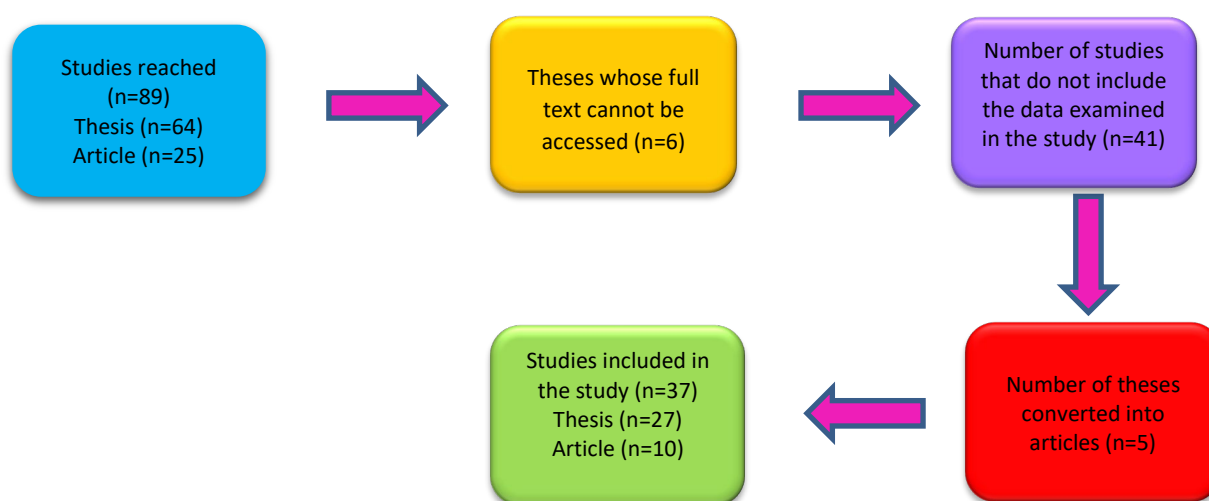 Studies reached
(n=89)
Thesis (n=64)
Article (n=25)
Theses whose full
text cannot be
accessed (n=6)
Number of studies
that do not include
the data examined
in the study (n=41)
Number of theses
converted into
articles (n=5)
Studies included in
the study (n=37)
Thesis (n=27)
Article (n=10)